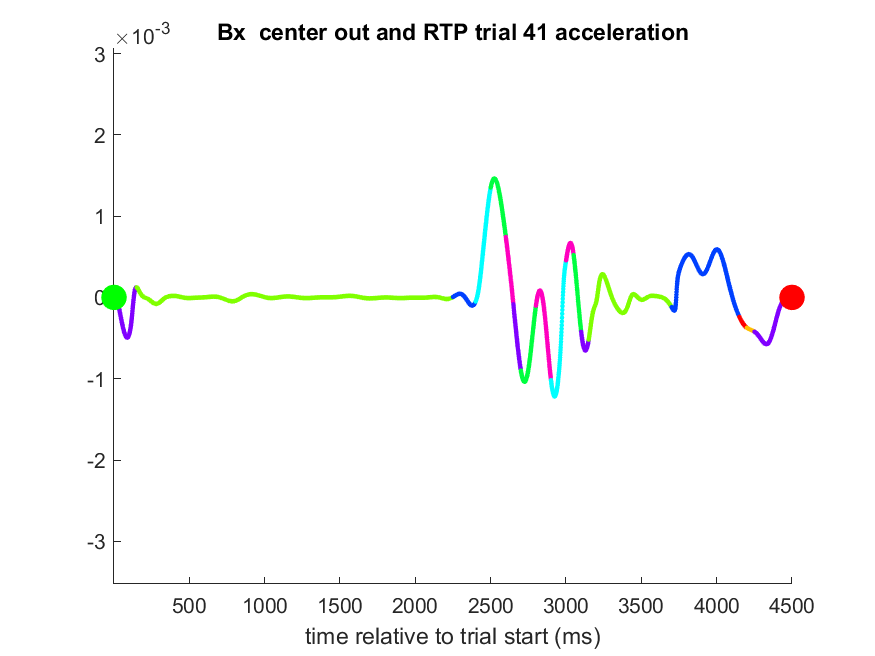 ×10-3
Bx  center out and RTP trial 41 acceleration
3
2
1
0
-1
-2
-3
500 1000 1500 2000 2500 3000 3500 4000 4500
time relative to trial start (ms)